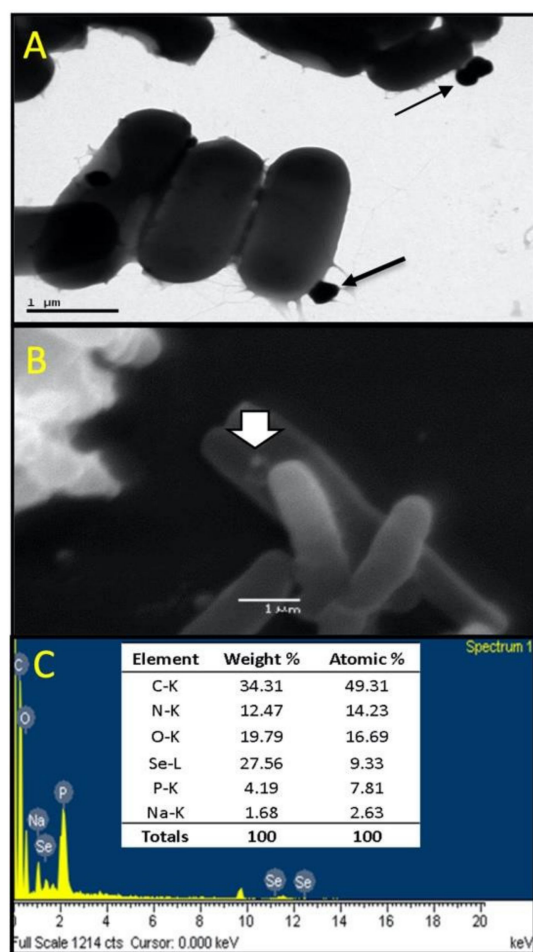 A
1 µm
B
1 µm
C
Spectrum 1
Element Weight % Atomic %
C-K 34.31 49.31
N-K 12.47 14.23
O-K 19.79 16.69
Se-L 27.56 9.33
P-K 4.19 7.81
Na-K 1.68 2.63
Totals 100 100
C
O
Na
Se
P
Se Se
0 2 4 6 8 10 12 14 16 18 20
Full Scale 1214 cts Cursor: 0.000 keV
keV